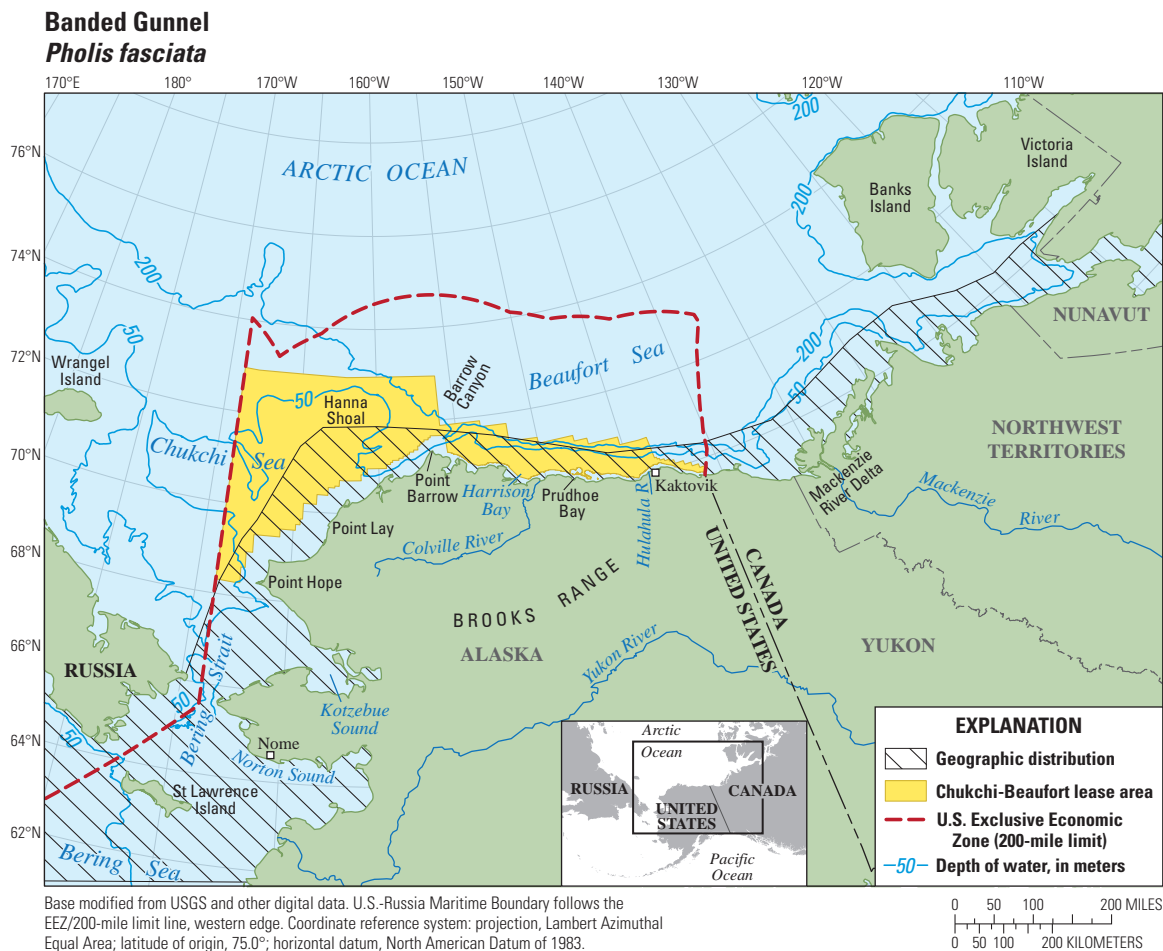 Banded Gunnel
Pholis fasciata
170°E 180° 170°W 160°W 150°W 140°W 130°W 120°W 110°W
76°N
74°N
72°N
70°N
68°N
66°N
64°N
62°N
200
ARCTIC OCEAN
Victoria
Island
Banks
Island
200
200
NUNAVUT
50
Wrangel
Island
Beaufort Sea
Barrow
Canyon
200
50
50
Hanna
Shoal
Chukchi Sea
NORTHWEST
TERRITORIES
Point
Barrow
Harrison
Bay
Prudhoe
Bay
Hulahula R
Kaktovik
Mackenzie
River Delta
Mackenzie
River
Point Lay
Colville River
Point Hope
CANADA
UNITED STATES
BROOKS RANGE
ALASKA
YUKON
RUSSIA
Bering Strait
50
50
Yukon River
Kotzebue
Sound
Nome
Norton Sound
St Lawrence
Island
Bering Sea
Arctic
Ocean
RUSSIA
CANADA
UNITED
STATES
Pacific
Ocean
EXPLANATION
Geographic distribution
Chukchi-Beaufort lease area
U.S. Exclusive Economic
Zone (200-mile limit)
50 Depth of water, in meters
Base modified from USGS and other digital data. U.S.-Russia Maritime Boundary follows the
EEZ/200-mile limit line, western edge. Coordinate reference system: projection, Lambert Azimuthal
Equal Area; latitude of origin, 75.0°; horizontal datum, North American Datum of 1983.
0 50 100 200 MILES
0 50 100 200 KILOMETERS